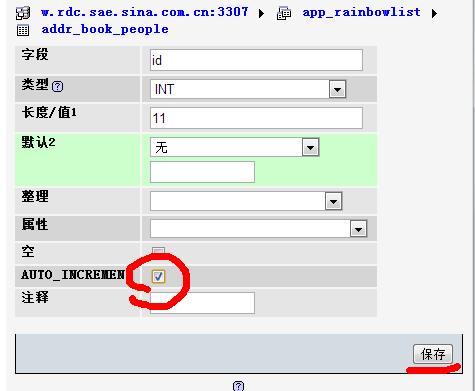 w.rdc.sae.sina.com.cn:3307 app_rainbowlist
addr_book_people
字段 id
类型 INT
长度/值1 11
默认2 无
整理
属性
空
AUTO_INCREMEN
注释
保存